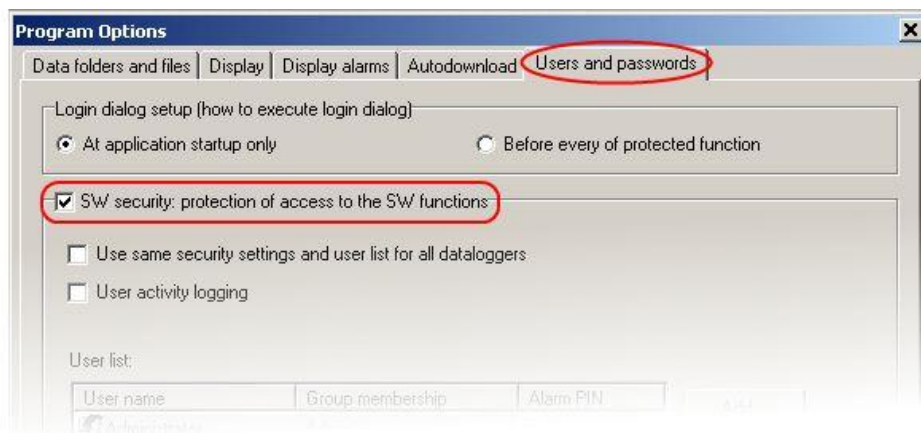 Program Options
Data folders and files Display Display alarms Autodownload Users and passwords
Login dialog setup (how to execute login dialog)
At application startup only Before every of protected function
SW security: protection of access to the SW functions
Use same security settings and user list for all dataloggers
User activity logging
User list:
User name Group membership Alarm PIN
Administrator